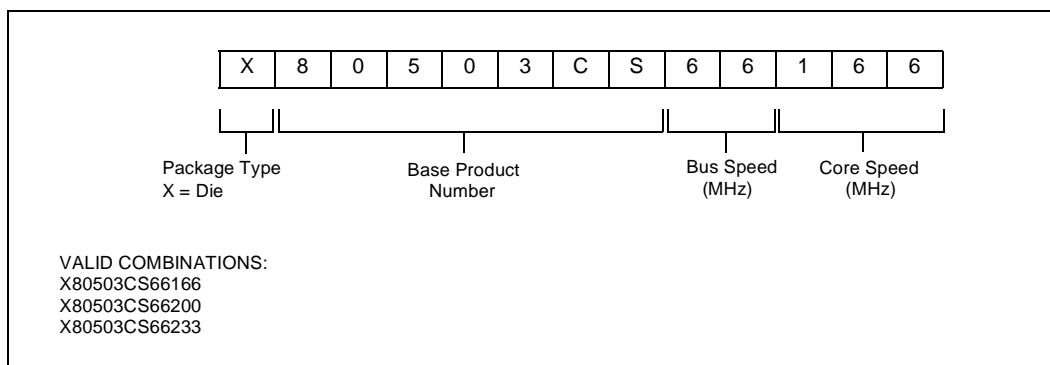 X 8 0 5 0 3 C S 6 6 1 6 6
Package Type
X = Die
Base Product
Number
Bus Speed
(MHz)
Core Speed
(MHz)
VALID COMBINATIONS:
X80503CS66166
X80503CS66200
X80503CS66233